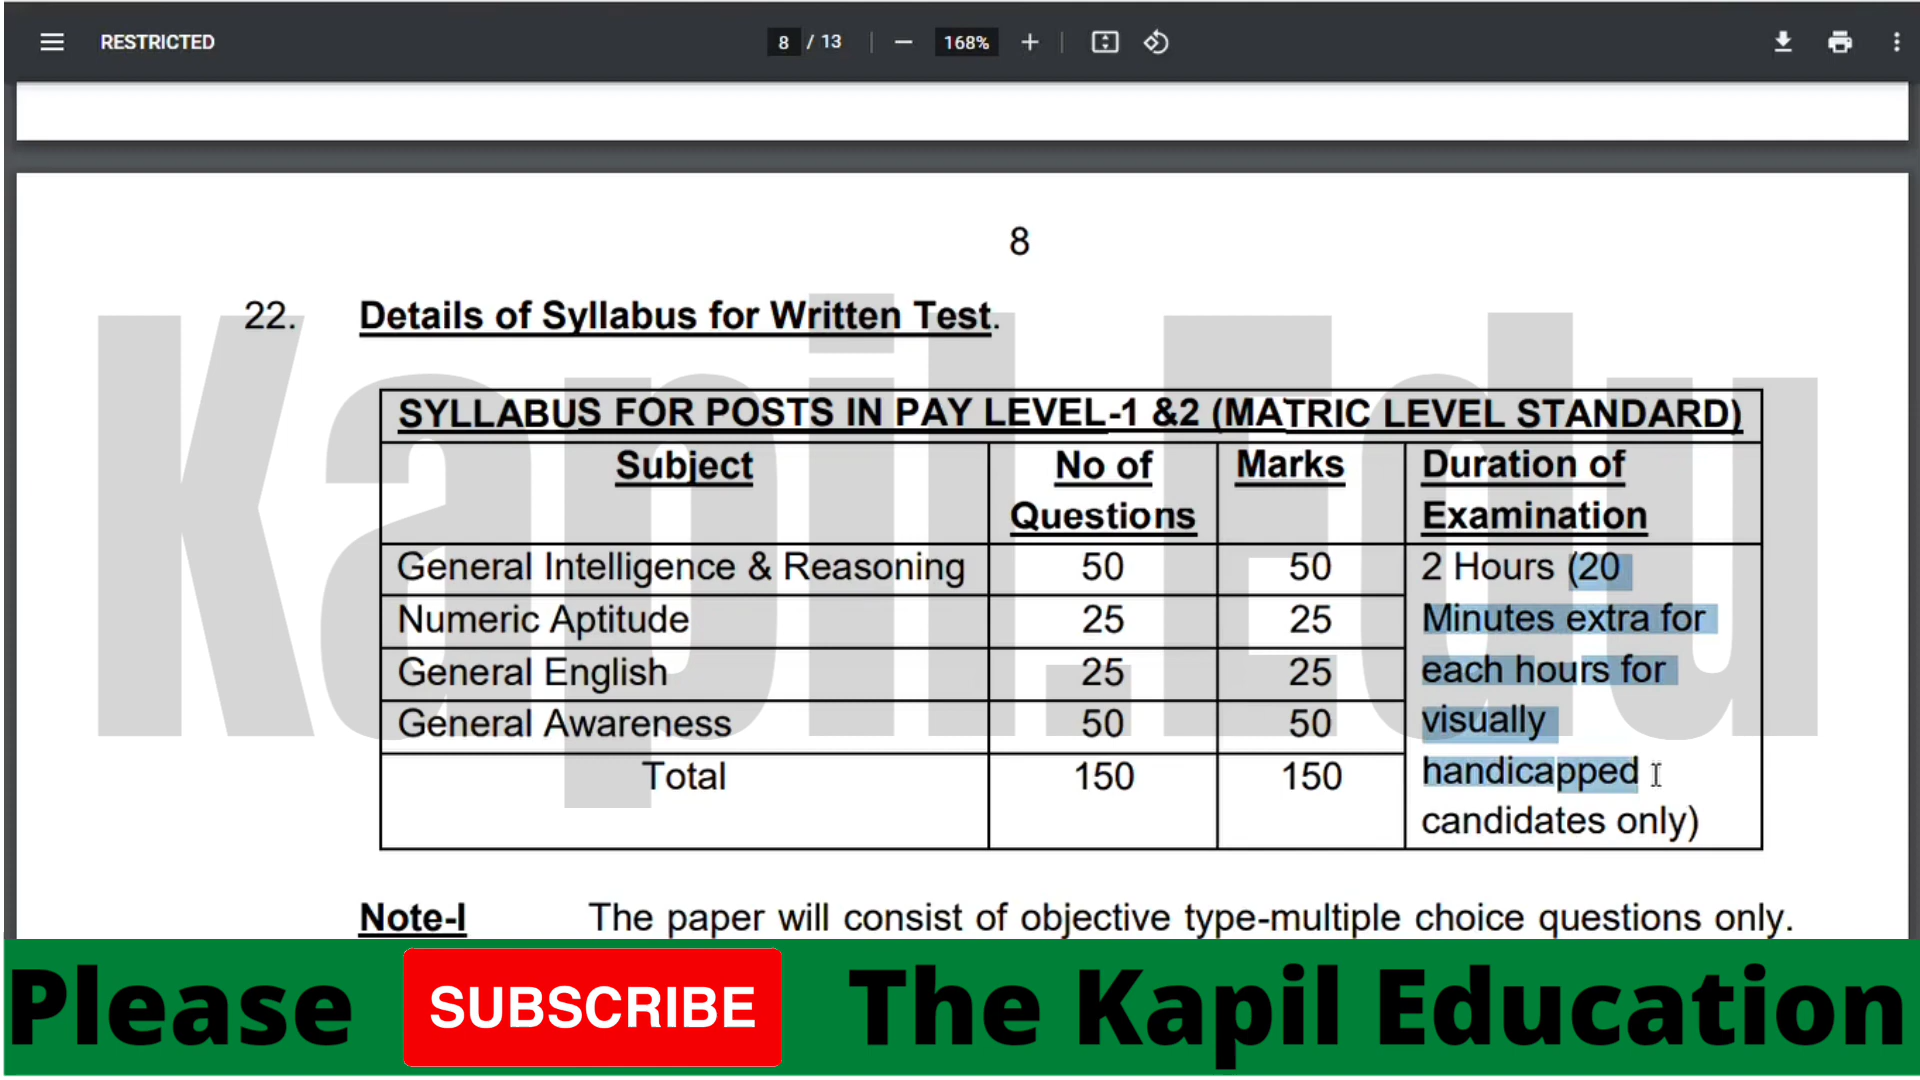 RESTRICTED
8 / 13
168%
8
22. Details of Syllabus for Written Test.
SYLLABUS FOR POSTS IN PAY LEVEL-1 &2 (MATRIC LEVEL STANDARD)
Subject
No of
Questions
Marks
Duration of
Examination
General Intelligence & Reasoning 50 50
Numeric Aptitude 25 25
General English 25 25
General Awareness 50 50
Total 150 150
2 Hours (20
Minutes extra for
each hours for
visually
handicapped
candidates only)
Note-I The paper will consist of objective type-multiple choice questions only.
Kapil.Edu
Please SUBSCRIBE The Kapil Education